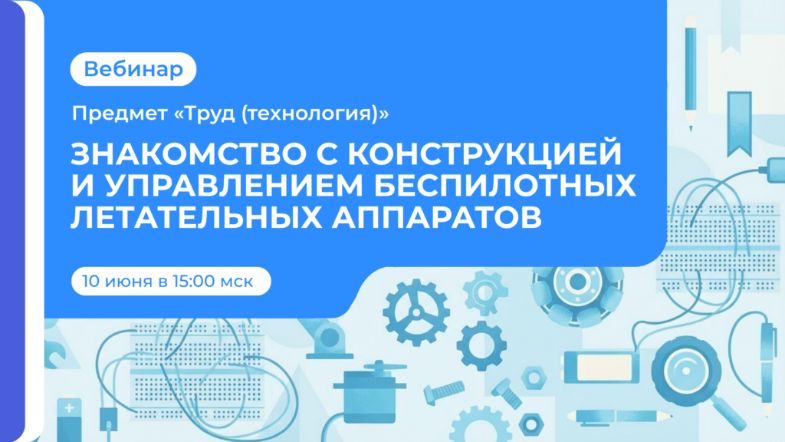 Вебинар
Предмет «Труд (технология)»
ЗНАКОМСТВО С КОНСТРУКЦИЕЙ
И УПРАВЛЕНИЕМ БЕСПИЛОТНЫХ
ЛЕТАТЕЛЬНЫХ АППАРАТОВ
10 июня в 15:00 мск